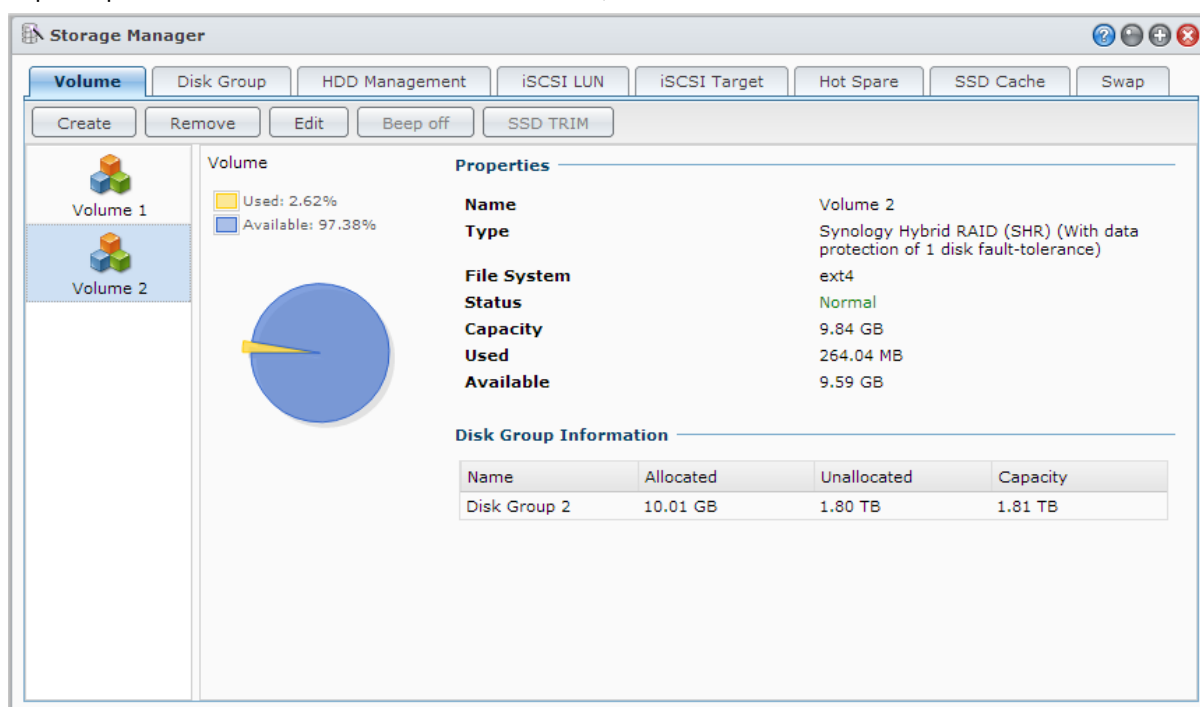 Storage Manager
Volume Disk Group HDD Management iSCSI LUN iSCSI Target Hot Spare SSD Cache Swap
Create Remove Edit Beep off SSD TRIM
Volume 1
Volume 2
Volume
Used: 2.62%
Available: 97.38%
Properties
Name Volume 2
Type Synology Hybrid RAID (SHR) (With data
protection of 1 disk fault-tolerance)
File System ext4
Status Normal
Capacity 9.84 GB
Used 264.04 MB
Available 9.59 GB
Disk Group Information
Name Allocated Unallocated Capacity
Disk Group 2 10.01 GB 1.80 TB 1.81 TB